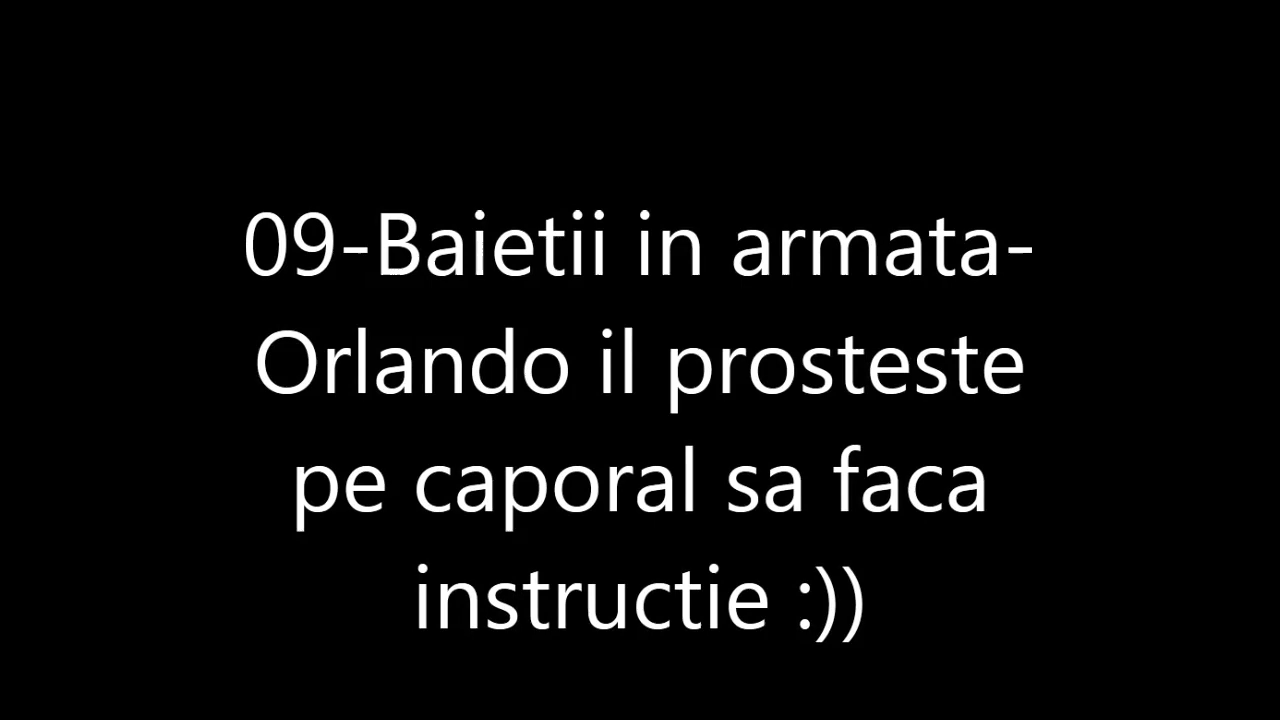 09-Baietii in armata-
Orlando il prosteste
pe caporal sa faca
instructie :))